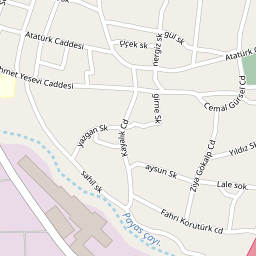 gül sk
nergiz sk
Atatürk Caddesi
çiçek sk
Atatürk C
hmet Yesevi Caddesi
girne Sk
Cemal Gürsel Cd
yazgan Sk
Kayalık Cd
Yıldız Sk
sahil sk
aysun Sk
Ziya Gökalp Cd
Lale sok.
Payas çayı
Fahri Korutürk Cd